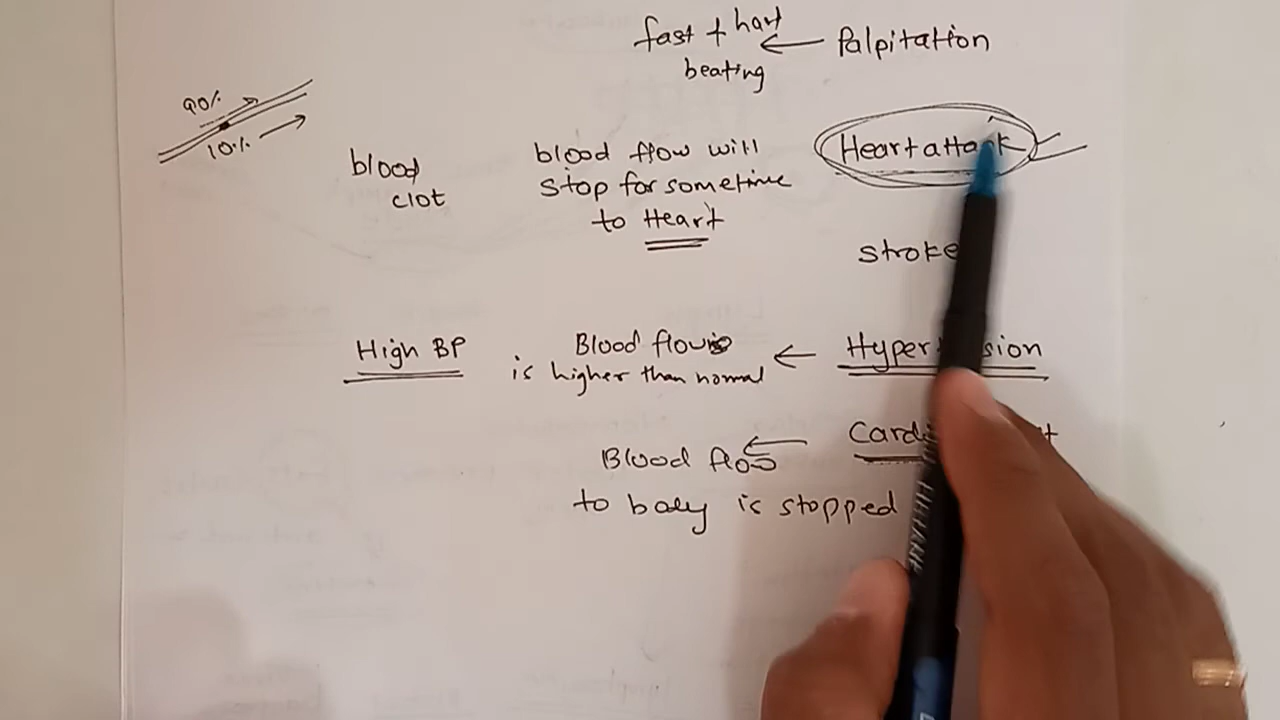 fast + hart ← Palpitation
beating
90%
10%
blood clot
blood flow will
stop for sometime
to Heart
Heart attack
stroke
High BP
Blood flow is
is higher than normal
←
Blood flow
←
to body is stopped